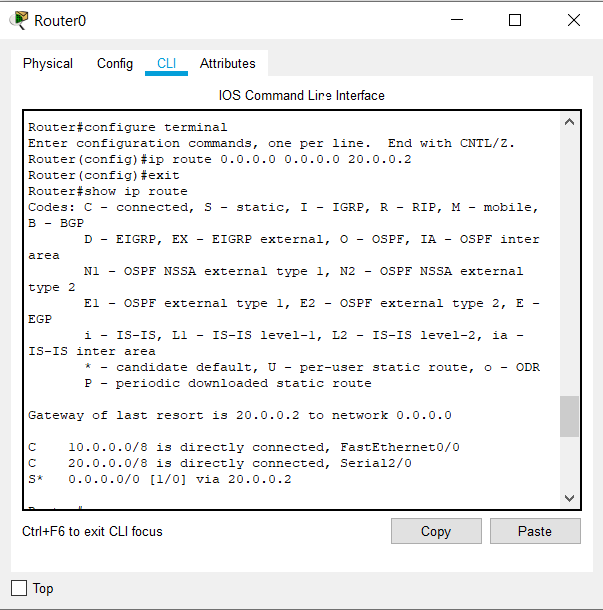 Router0
Physical Config CLI Attributes
IOS Command Line Interface
Router#configure terminal
Enter configuration commands, one per line.  End with CNTL/Z.
Router(config)#ip route 0.0.0.0 0.0.0.0 20.0.0.2
Router(config)#exit
Router#show ip route
Codes: C - connected, S - static, I - IGRP, R - RIP, M - mobile,
B - BGP
       D - EIGRP, EX - EIGRP external, O - OSPF, IA - OSPF inter
area
       N1 - OSPF NSSA external type 1, N2 - OSPF NSSA external
type 2
       E1 - OSPF external type 1, E2 - OSPF external type 2, E -
EGP
       i - IS-IS, L1 - IS-IS level-1, L2 - IS-IS level-2, ia -
IS-IS inter area
       * - candidate default, U - per-user static route, o - ODR
       P - periodic downloaded static route
Gateway of last resort is 20.0.0.2 to network 0.0.0.0
C    10.0.0.0/8 is directly connected, FastEthernet0/0
C    20.0.0.0/8 is directly connected, Serial2/0
S*   0.0.0.0/0 [1/0] via 20.0.0.2
Ctrl+F6 to exit CLI focus
Copy Paste
Top